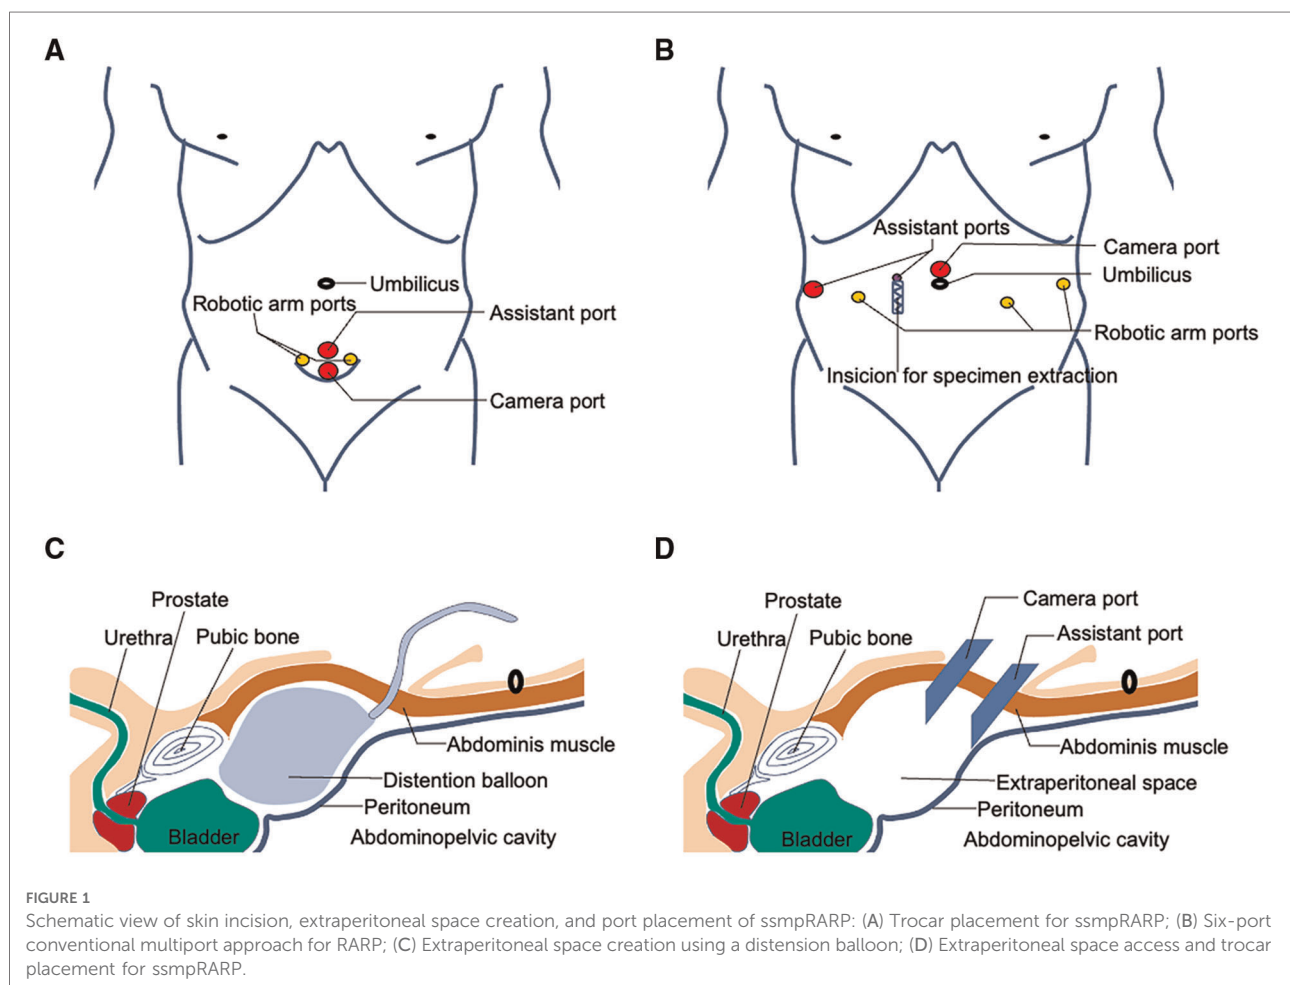 A
Umbilicus
Robotic arm ports
Assistant port
Camera port
B
Assistant ports
Camera port
Umbilicus
Robotic arm ports
Insicion for specimen extraction
C
Prostate
Urethra
Pubic bone
Abdominis muscle
Distention balloon
Peritoneum
Bladder
Abdominopelvic cavity
D
Camera port
Prostate
Assistant port
Urethra
Pubic bone
Abdominis muscle
Extraperitoneal space
Peritoneum
Bladder
Abdominopelvic cavity
FIGURE 1
Schematic view of skin incision, extraperitoneal space creation, and port placement of ssmpRARP: (A) Trocar placement for ssmpRARP; (B) Six-port
conventional multiport approach for RARP; (C) Extraperitoneal space creation using a distension balloon; (D) Extraperitoneal space access and trocar
placement for ssmpRARP.